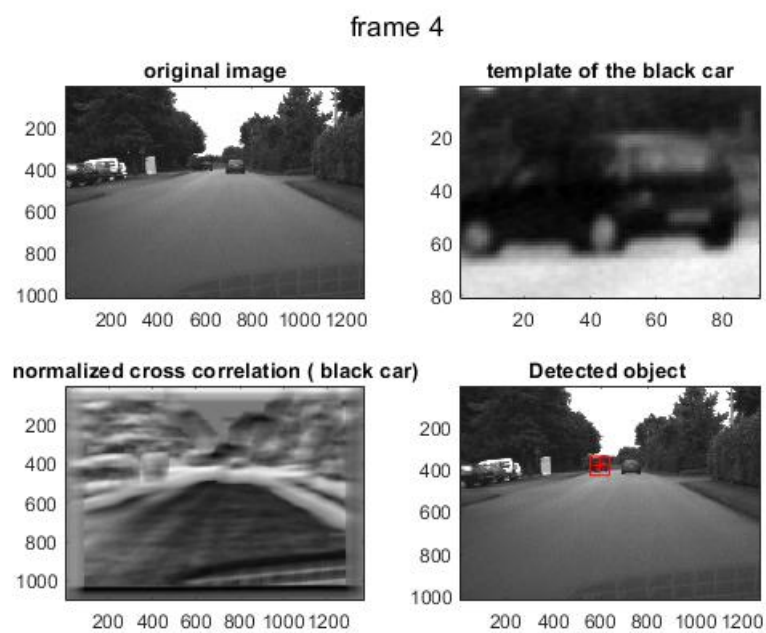 frame 4
original image
200
400
600
800
1000
200 400 600 800 1000 1200
template of the black car
20
40
60
80
20 40 60 80
normalized cross correlation ( black car)
200
400
600
800
1000
200 400 600 800 1000 1200
Detected object
200
400
600
800
1000
200 400 600 800 1000 1200